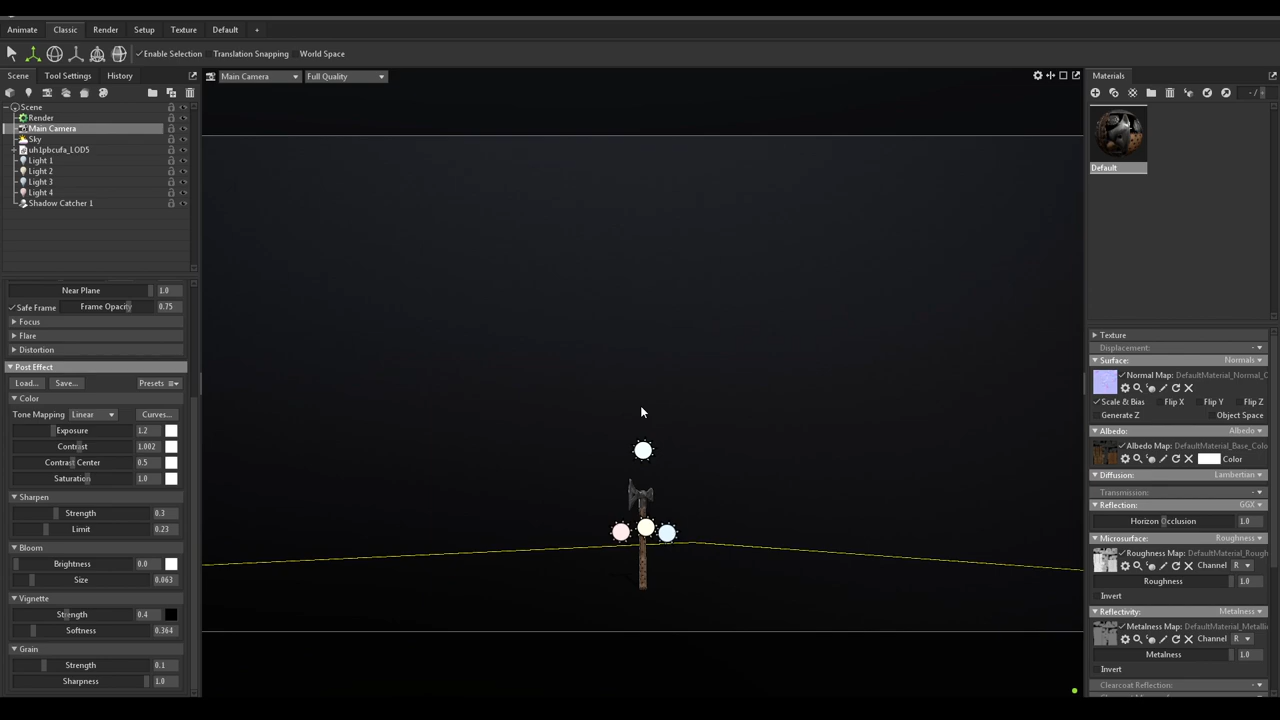 Animate Classic Render Setup Texture Default +
Enable Selection Translation Snapping World Space
Scene Tool Settings History
Main Camera Full Quality
Materials
- /
Scene
Render
Main Camera
Sky
uh1pbcufa_LOD5
Light 1
Light 2
Light 3
Light 4
Shadow Catcher 1
Near Plane 1.0
Safe Frame Frame Opacity 0.75
Focus
Flare
Distortion
Post Effect
Load... Save... Presets
Color
Tone Mapping Linear Curves...
Exposure 1.2
Contrast 1.002
Contrast Center 0.5
Saturation 1.0
Sharpen
Strength 0.3
Limit 0.23
Bloom
Brightness 0.0
Size 0.063
Vignette
Strength 0.4
Softness 0.364
Grain
Strength 0.1
Sharpness 1.0
Default
Texture
Displacement: -
Surface: Normals
Normal Map: DefaultMaterial_Normal_O
Scale & Bias Flip X Flip Y Flip Z
Generate Z Object Space
Albedo: Albedo
Albedo Map: DefaultMaterial_Base_Colo
Color
Diffusion: Lambertian
Transmission: -
Reflection: GGX
Horizon Occlusion 1.0
Microsurface: Roughness
Roughness Map: DefaultMaterial_Rough
Channel R
Roughness 1.0
Invert
Reflectivity: Metalness
Metalness Map: DefaultMaterial_Metallic
Channel R
Metalness 1.0
Invert
Clearcoat Reflection: -